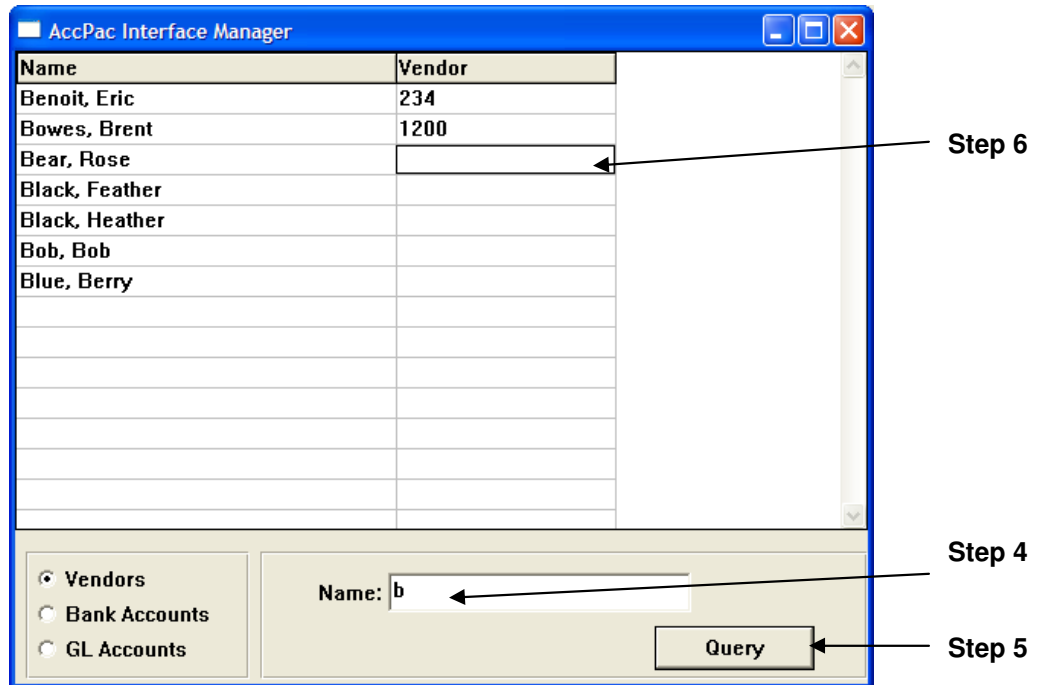 AccPac Interface Manager
Name Vendor
Benoit, Eric 234
Bowes, Brent 1200
Step 6
Bear, Rose
Black, Feather
Black, Heather
Bob, Bob
Blue, Berry
Step 4
Vendors
Name: b
Bank Accounts
GL Accounts
Query
Step 5